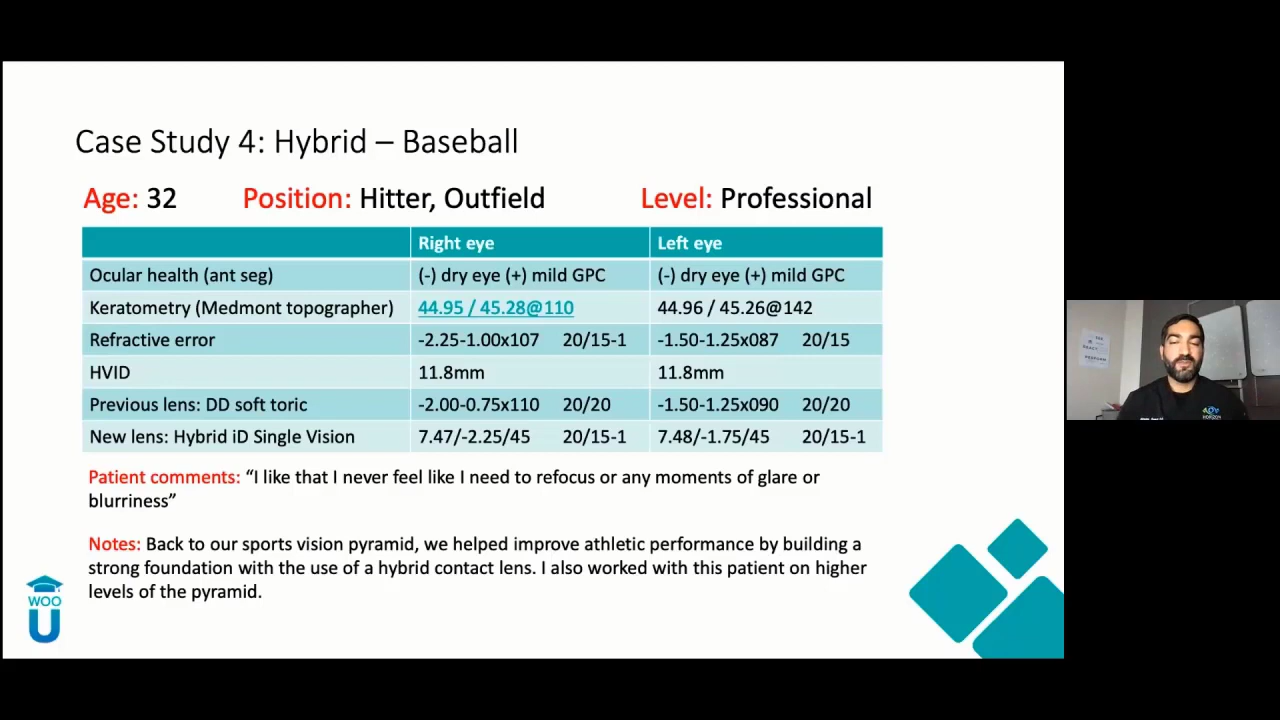 Case Study 4: Hybrid – Baseball
Age: 32 Position: Hitter, Outfield Level: Professional
Right eye Left eye
Ocular health (ant seg) (-) dry eye (+) mild GPC (-) dry eye (+) mild GPC
Keratometry (Medmont topographer) 44.95 / 45.28@110 44.96 / 45.26@142
Refractive error -2.25-1.00x107 20/15-1 -1.50-1.25x087 20/15
HVID 11.8mm 11.8mm
Previous lens: DD soft toric -2.00-0.75x110 20/20 -1.50-1.25x090 20/20
New lens: Hybrid iD Single Vision 7.47/-2.25/45 20/15-1 7.48/-1.75/45 20/15-1
Patient comments: “I like that I never feel like I need to refocus or any moments of glare or
blurriness”
Notes: Back to our sports vision pyramid, we helped improve athletic performance by building a
strong foundation with the use of a hybrid contact lens. I also worked with this patient on higher
levels of the pyramid.
WOO
U